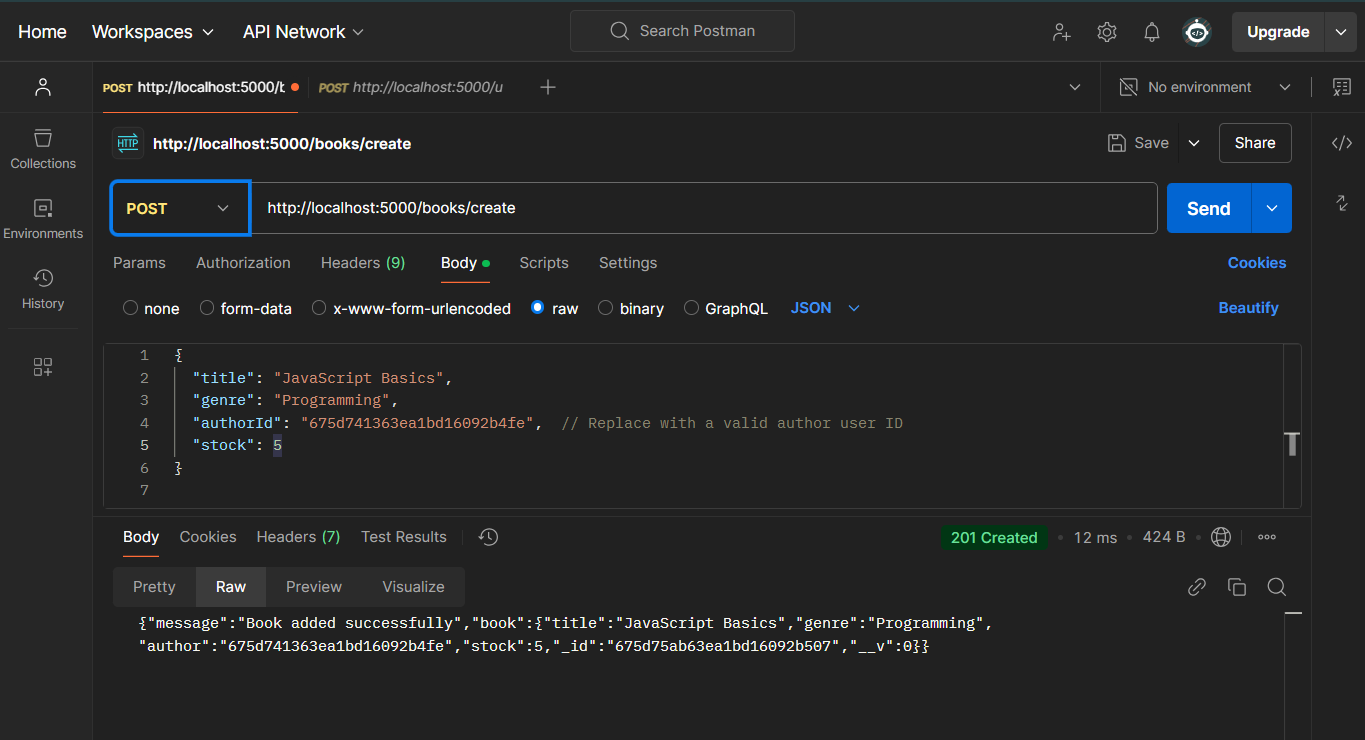 Home Workspaces API Network Search Postman Upgrade
POST http://localhost:5000/b POST http://localhost:5000/u No environment
Collections
Environments
History
HTTP http://localhost:5000/books/create Save Share
POST http://localhost:5000/books/create Send
Params Authorization Headers (9) Body Scripts Settings Cookies
none form-data x-www-form-urlencoded raw binary GraphQL JSON Beautify
1 {
2 "title": "JavaScript Basics",
3 "genre": "Programming",
4 "authorId": "675d741363ea1bd16092b4fe", // Replace with a valid author user ID
5 "stock": 5
6 }
7
Body Cookies Headers (7) Test Results 201 Created 12 ms 424 B
Pretty Raw Preview Visualize
{"message":"Book added successfully","book":{"title":"JavaScript Basics","genre":"Programming",
"author":"675d741363ea1bd16092b4fe","stock":5,"_id":"675d75ab63ea1bd16092b507","__v":0}}